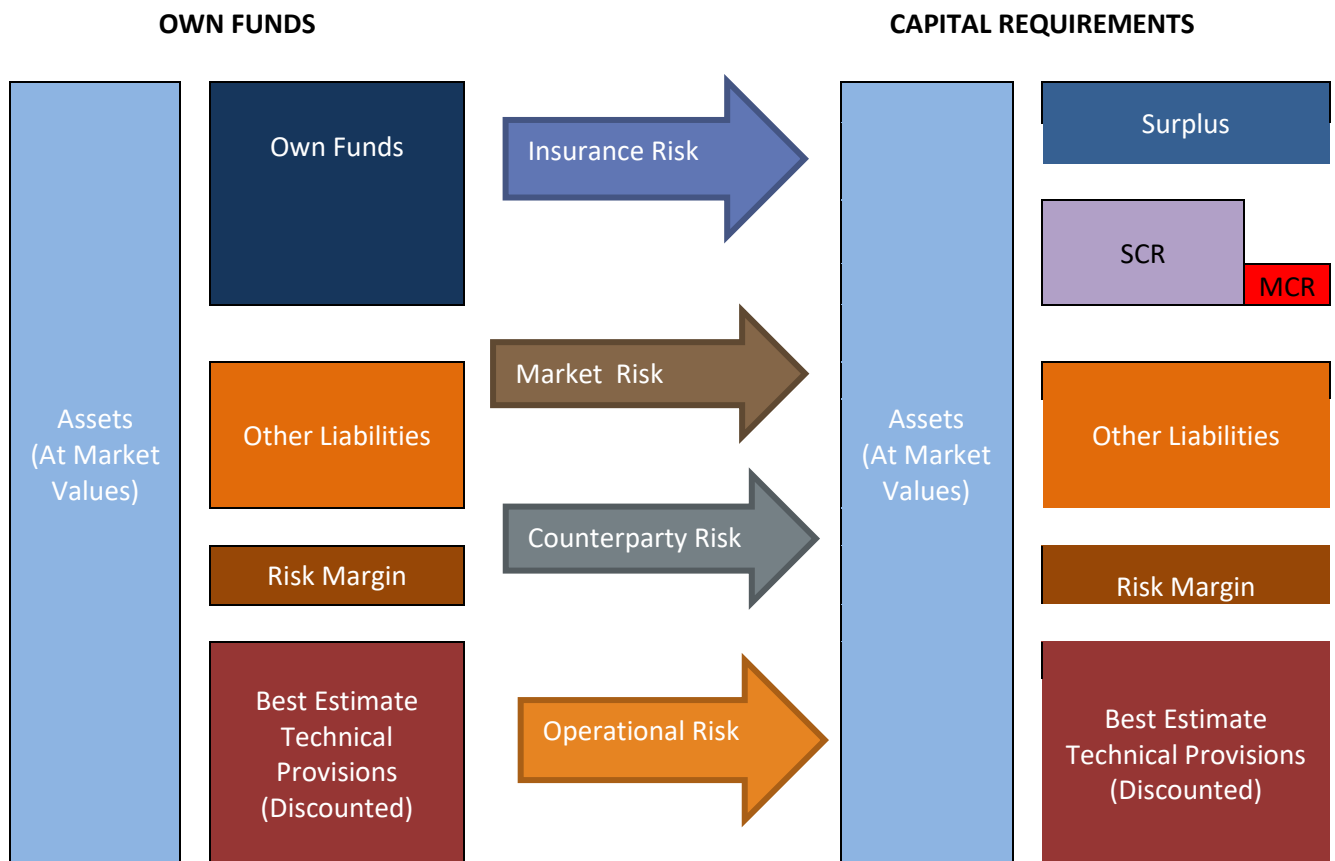 OWN FUNDS
CAPITAL REQUIREMENTS
Own Funds
Insurance Risk
Surplus
SCR
MCR
Market  Risk
Assets
(At Market
Values)
Other Liabilities
Assets
(At Market
Values)
Other Liabilities
Counterparty Risk
Risk Margin
Risk Margin
Best Estimate
Technical
Provisions
(Discounted)
Operational Risk
Best Estimate
Technical Provisions
(Discounted)